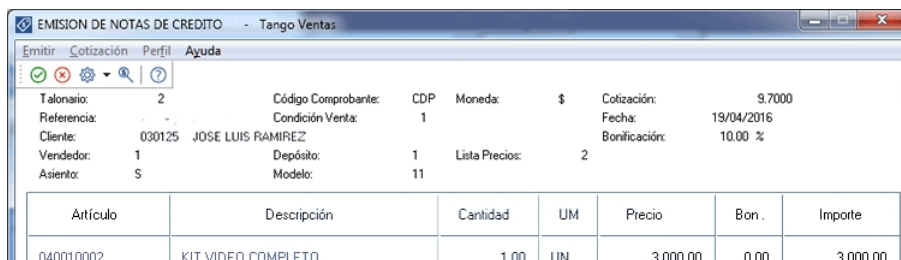 EMISION DE NOTAS DE CREDITO - Tango Ventas
Emitir Cotización Perfil Ayuda
Talonario: 2 Código Comprobante: CDP Moneda: $ Cotización: 9.7000
Referencia: Condición Venta: 1 Fecha: 19/04/2016
Cliente: 030125 JOSE LUIS RAMIREZ Bonificación: 10.00 %
Vendedor: 1 Depósito: 1 Lista Precios: 2
Asiento: S Modelo: 11
Artículo Descripción Cantidad UM Precio Bon . Importe
040010002 KIT VIDEO COMPLETO 1.00 UN 3,000.00 0.00 3,000.00